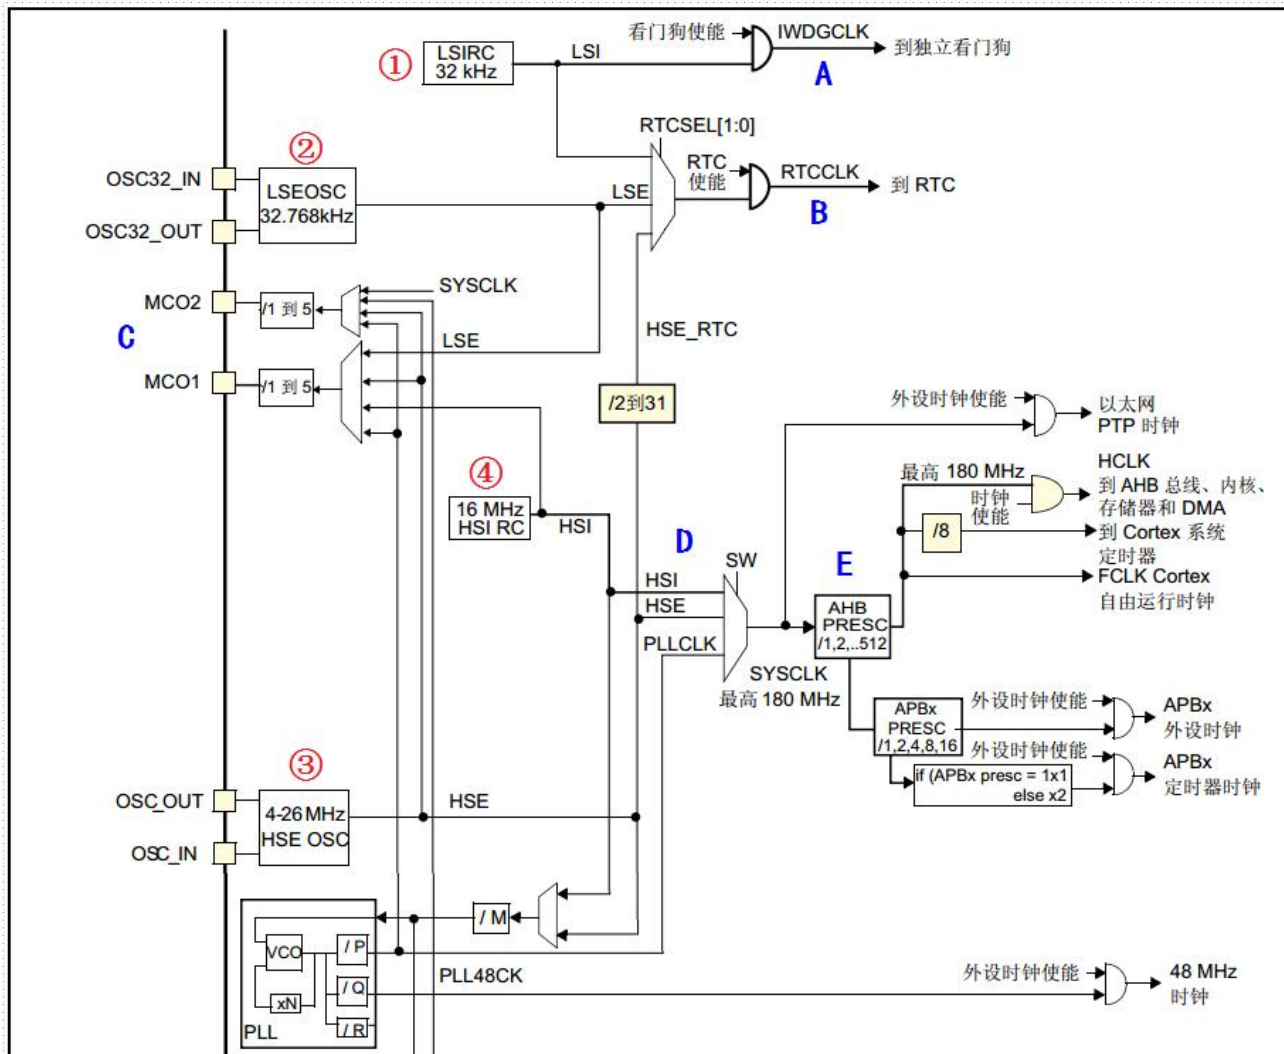 看门狗使能
IWDGCLK
到独立看门狗
A
①
LSIRC
32 kHz
LSI
RTCSEL[1:0]
②
OSC32_IN
OSC32_OUT
LSEOSC
32.768kHz
LSE
RTC
使能
RTCCLK
到 RTC
B
MCO2
/1 到 5
SYSCLK
C
LSE
HSE_RTC
MCO1
/1 到 5
/2到31
外设时钟使能
以太网
PTP 时钟
④
16 MHz
HSI RC
HSI
最高 180 MHz
时钟
使能
HCLK
到 AHB 总线、内核、
存储器和 DMA
/8
到 Cortex 系统
定时器
FCLK Cortex
自由运行时钟
D
SW
E
HSI
HSE
PLLCLK
AHB
PRESC
/1,2,..512
SYSCLK
最高 180 MHz
APBx
PRESC
/1,2,4,8,16
外设时钟使能
APBx
外设时钟
外设时钟使能
APBx
定时器时钟
if (APBx presc = 1x1
else x2
③
OSC_OUT
OSC_IN
4-26 MHz
HSE OSC
HSE
/ M
VCO
xN
/ P
/ Q
/ R
PLL
PLL48CK
外设时钟使能
48 MHz
时钟